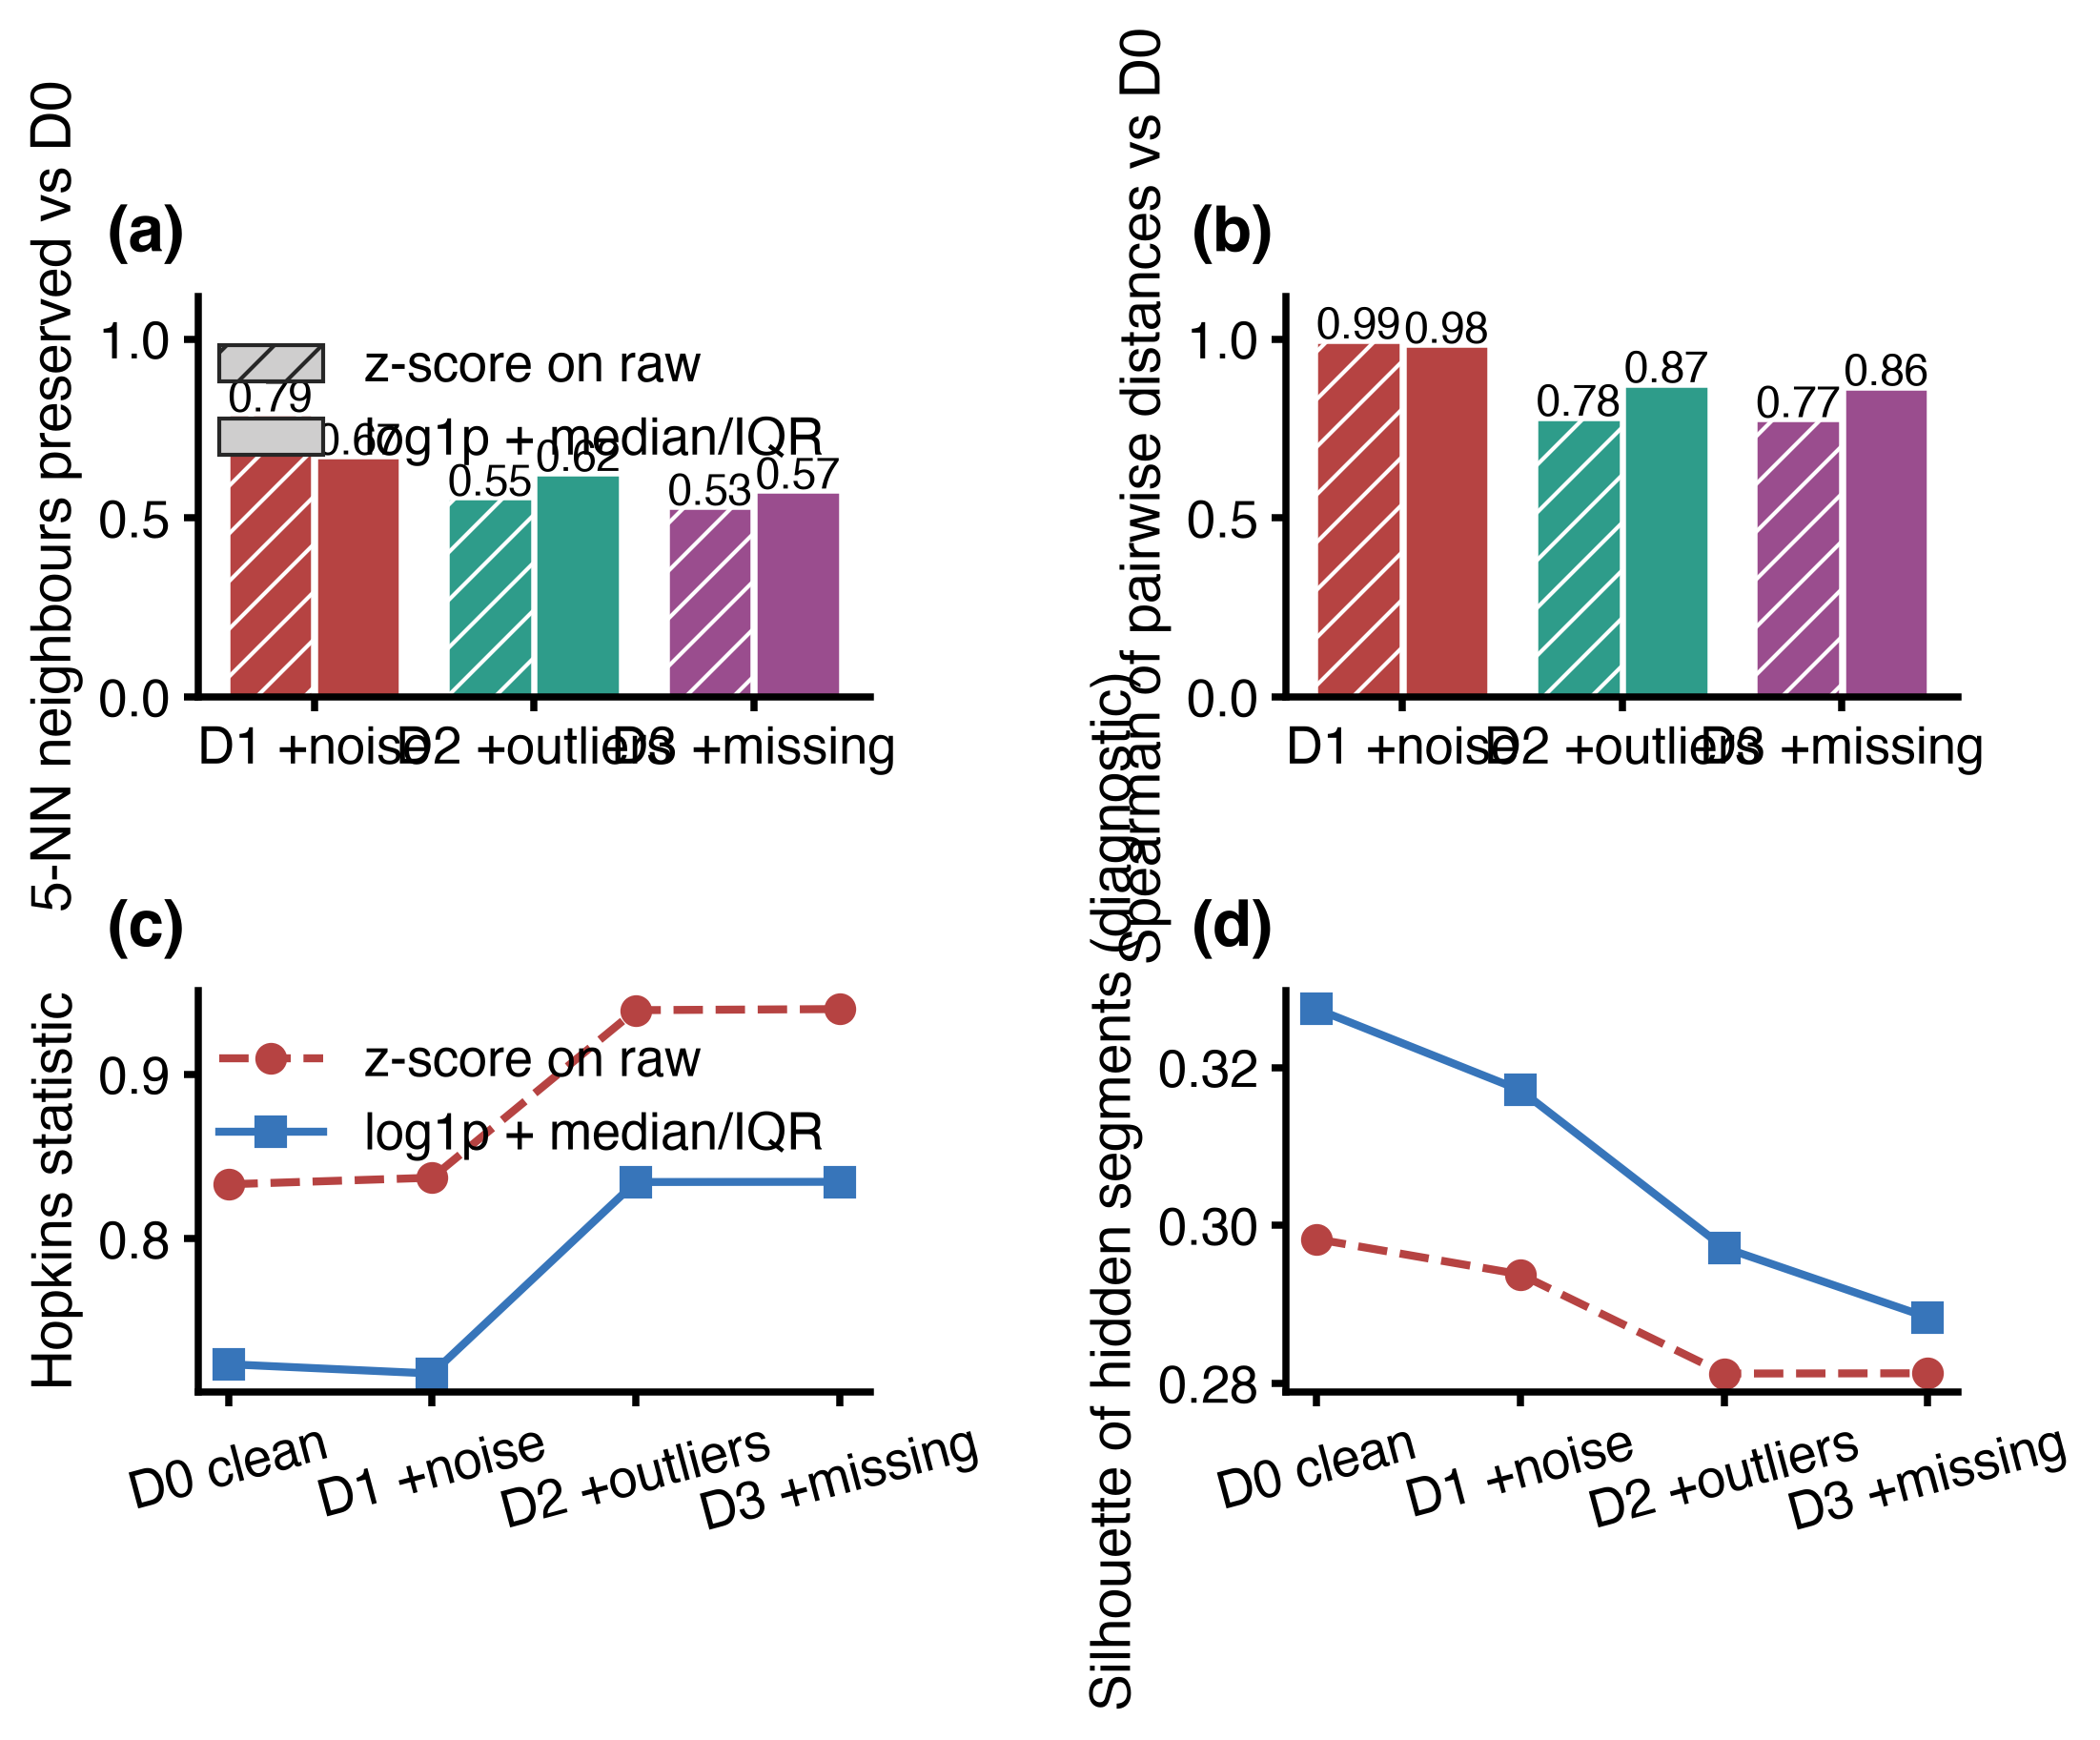 (a)
5-NN neighbours preserved vs D0
1.0
0.5
0.0
z-score on raw
log1p + median/IQR
0.79
0.67
0.55
0.62
0.53
0.57
D1 +noise
D2 +outliers
D3 +missing
(b)
Spearman of pairwise distances vs D0
1.0
0.5
0.0
0.99
0.98
0.78
0.87
0.77
0.86
D1 +noise
D2 +outliers
D3 +missing
(c)
Hopkins statistic
0.9
0.8
z-score on raw
log1p + median/IQR
D0 clean
D1 +noise
D2 +outliers
D3 +missing
(d)
Silhouette of hidden segments (diagnostic)
0.32
0.30
0.28
D0 clean
D1 +noise
D2 +outliers
D3 +missing